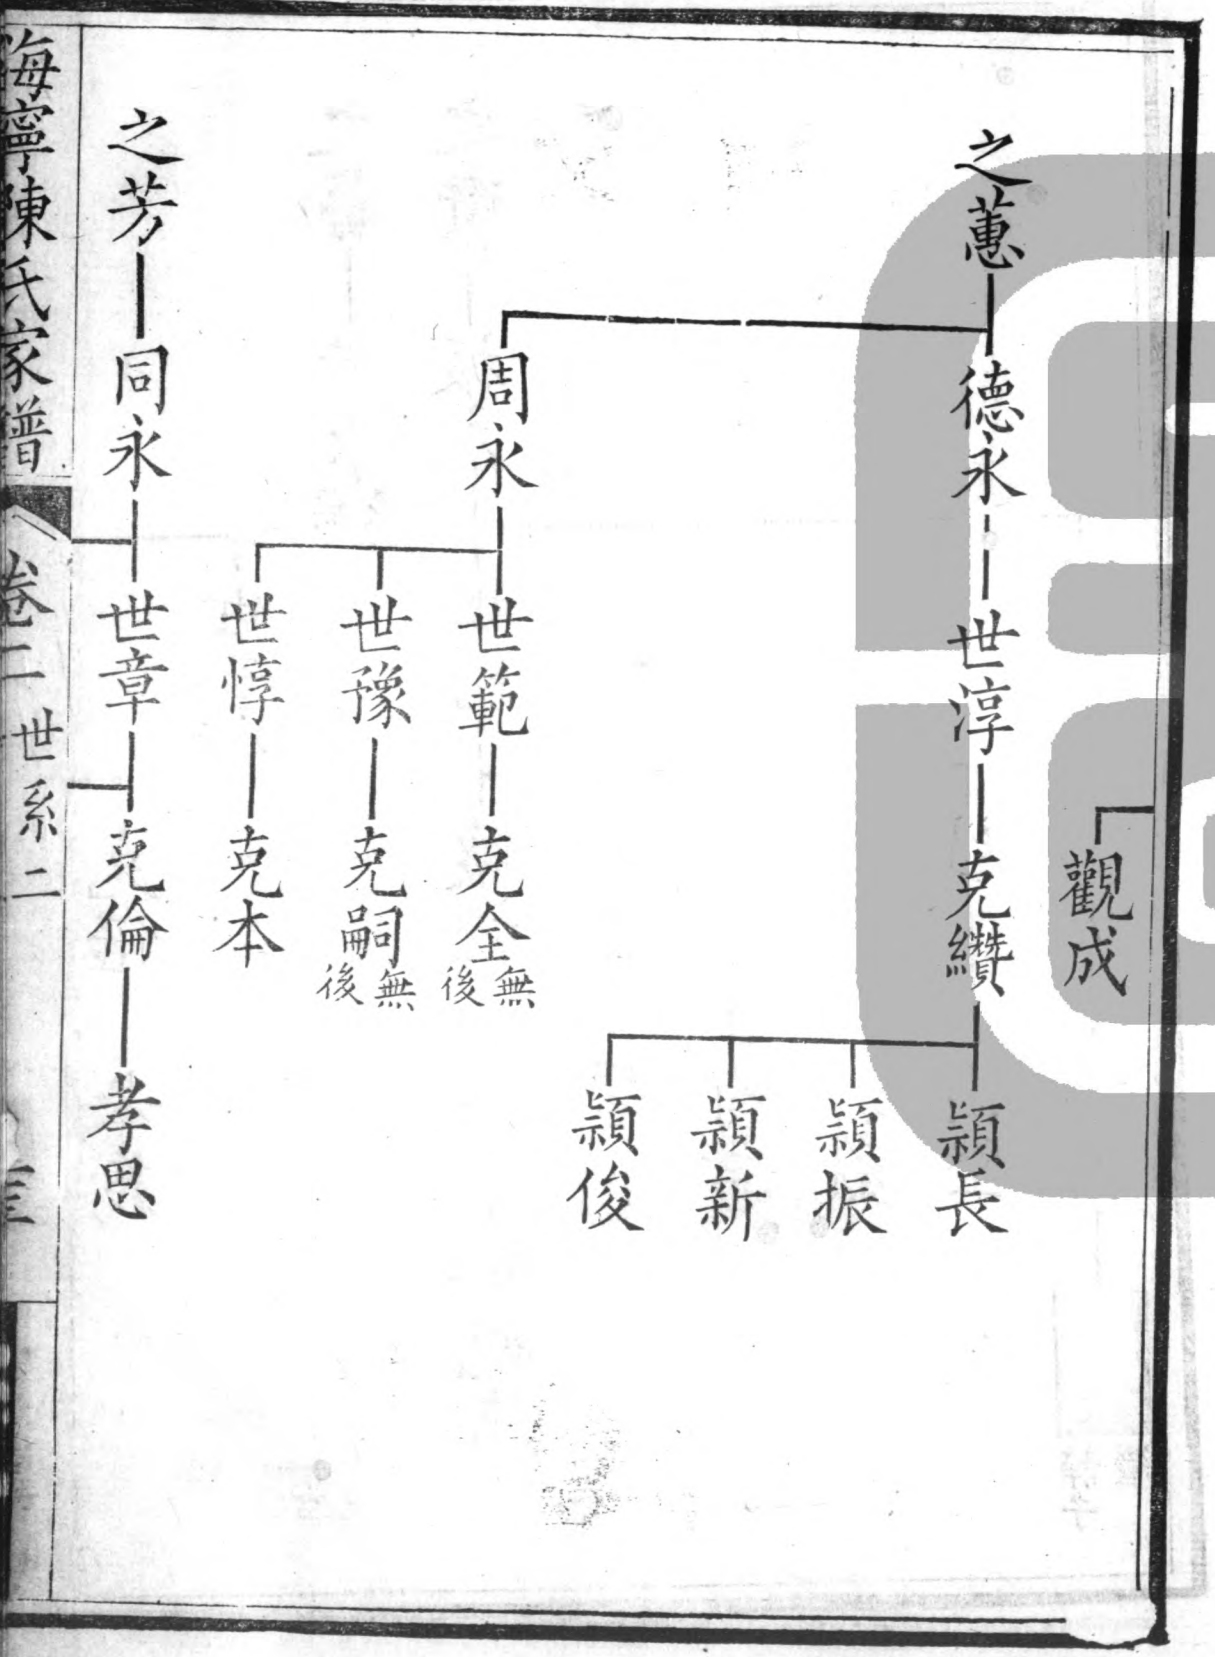 觀成
之蕙
德永
世淳
克纘
頴長
頴振
頴新
頴俊
周永
世範
克全
無後
世豫
克嗣
無後
世惇
克本
之芳
同永
世章
克倫
孝思
海寧陳氏家譜
卷二
世系二